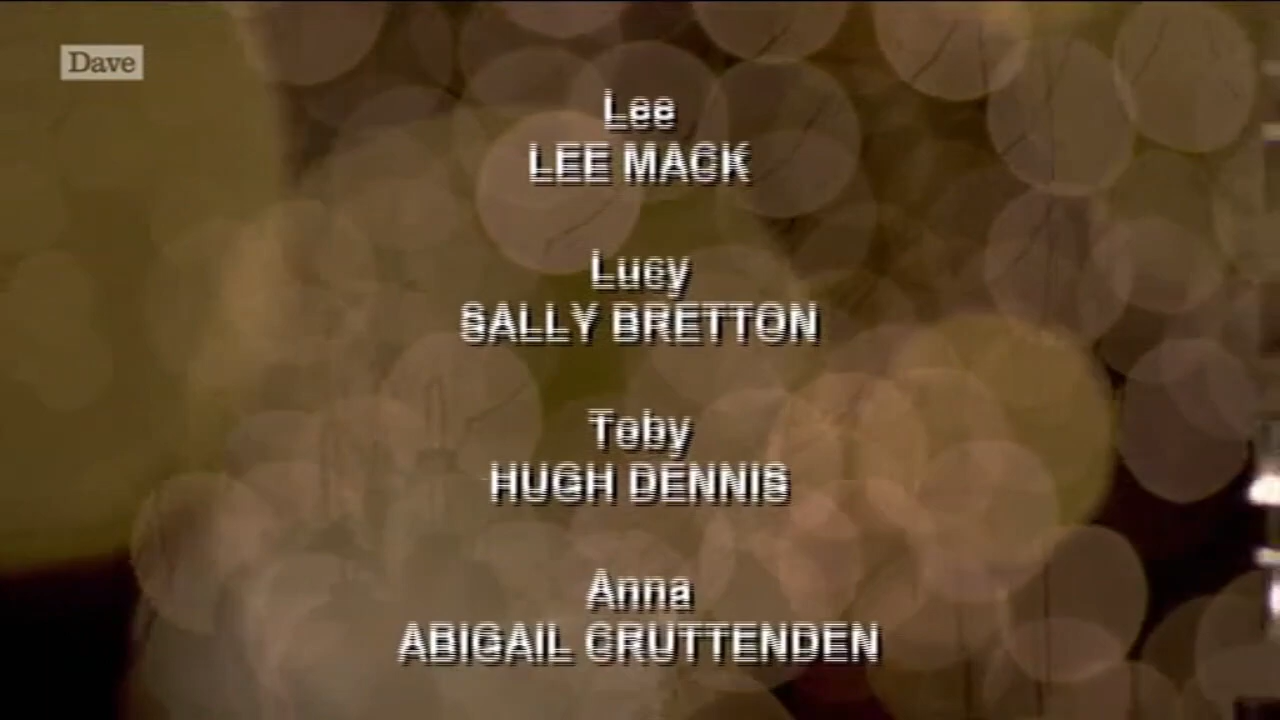 Dave
Lee
LEE MACK
Lucy
SALLY BRETTON
Toby
HUGH DENNIS
Anna
ABIGAIL CRUTTENDEN